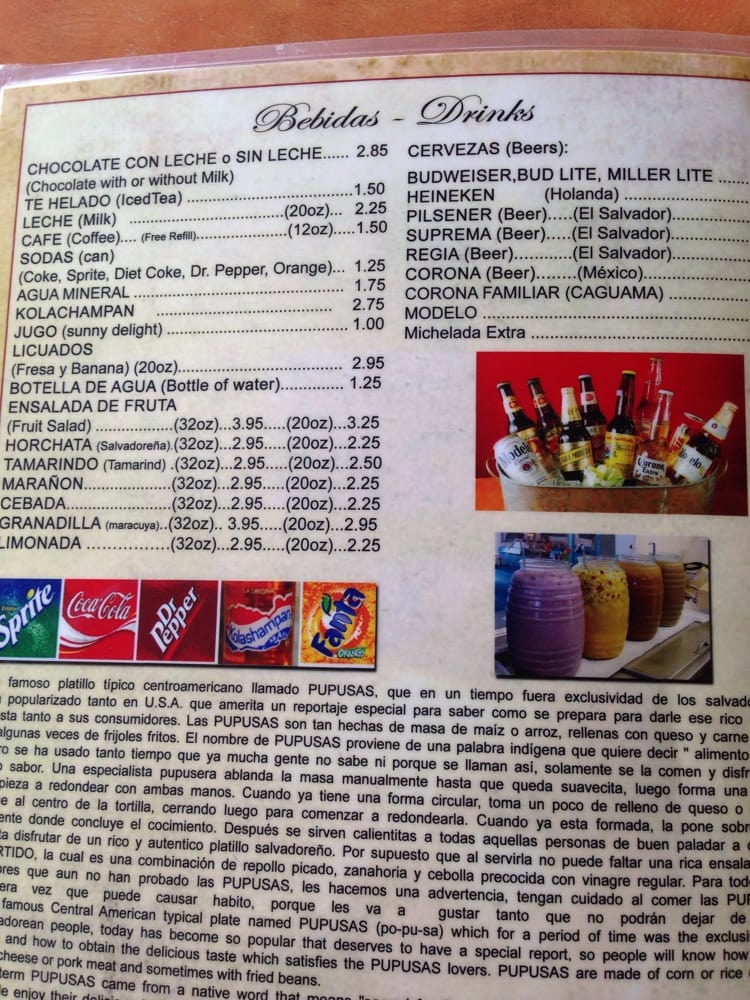 Bebidas - Drinks
CHOCOLATE CON LECHE o SIN LECHE...... 2.85
(Chocolate with or without Milk)
TE HELADO (IcedTea) ..................................1.50
LECHE (Milk) ................................(20oz)... 2.25
CAFE (Coffee).... (Free Refill)......................(12oz).....1.50
SODAS (can)
(Coke, Sprite, Diet Coke, Dr. Pepper, Orange)... 1.25
AGUA MINERAL ............................................. 1.75
KOLACHAMPAN ..................................... 2.75
JUGO (sunny delight) ...................................... 1.00
LICUADOS
(Fresa y Banana) (20oz)................................... 2.95
BOTELLA DE AGUA (Bottle of water)............. 1.25
ENSALADA DE FRUTA
(Fruit Salad) ..................(32oz)...3.95.....(20oz)...3.25
HORCHATA (Salvadoreña).(32oz)...2.95.....(20oz)...2.25
TAMARINDO (Tamarind) .(32oz)...2.95.....(20oz)...2.50
MARAÑON....................(32oz)...2.95.....(20oz)...2.25
CEBADA........................(32oz)...2.95.....(20oz)...2.25
GRANADILLA (maracuya)..(32oz).. 3.95.....(20oz)...2.95
LIMONADA ...................(32oz)...2.95.....(20oz)...2.25
CERVEZAS (Beers):
BUDWEISER,BUD LITE, MILLER LITE .......
HEINEKEN (Holanda) ............................
PILSENER (Beer).....(El Salvador)..................
SUPREMA (Beer).....(El Salvador)..................
REGIA (Beer)............(El Salvador)..................
CORONA (Beer)........(México)........................
CORONA FAMILIAR (CAGUAMA) .................
MODELO ..........................................................
Michelada Extra ................................................
Modelo
Corona
Extra
Enjoy
Sprite
Coca-Cola
Dr Pepper
LA ORIGINAL
Kolashampan
Fanta
ORANGE
famoso platillo típico centroamericano llamado PUPUSAS, que en un tiempo fuera exclusividad de los
popularizado tanto en U.S.A. que amerita un reportaje especial para saber como se prepara para darle ese rico
tanto a sus consumidores. Las PUPUSAS son tan hechas de masa de maíz o arroz, rellenas con queso y carne
algunas veces de frijoles fritos. El nombre de PUPUSAS proviene de una palabra indígena que quiere decir " alimento
se ha usado tanto tiempo que ya mucha gente no sabe ni porque se llaman así, solamente se la comen y
sabor. Una especialista pupusera ablanda la masa manualmente hasta que queda suavecita, luego forma una
a redondear con ambas manos. Cuando ya tiene una forma circular, toma un poco de relleno de queso o
al centro de la tortilla, cerrando luego para comenzar a redondearla. Cuando ya esta formada, la pone
donde concluye el cocimiento. Después se sirven calientitas a todas aquellas personas de buen paladar a
disfrutar de un rico y autentico platillo salvadoreño. Por supuesto que al servirla no puede faltar una rica
la cual es una combinación de repollo picado, zanahoria y cebolla precocida con vinagre regular. Para
que aun no han probado las PUPUSAS, les hacemos una advertencia, tengan cuidado al comer las
vez que puede causar habito, porque les va a gustar tanto que no podrán dejar de
famous Central American typical plate named PUPUSAS (po-pu-sa) which for a period of time was the
people, today has become so popular that deserves to have a special report, so people will know how
and how to obtain the delicious taste which satisfies the PUPUSAS lovers. PUPUSAS are made of corn or rice
cheese or pork meat and sometimes with fried beans.
term PUPUSAS came from a native word that means
enjoy their